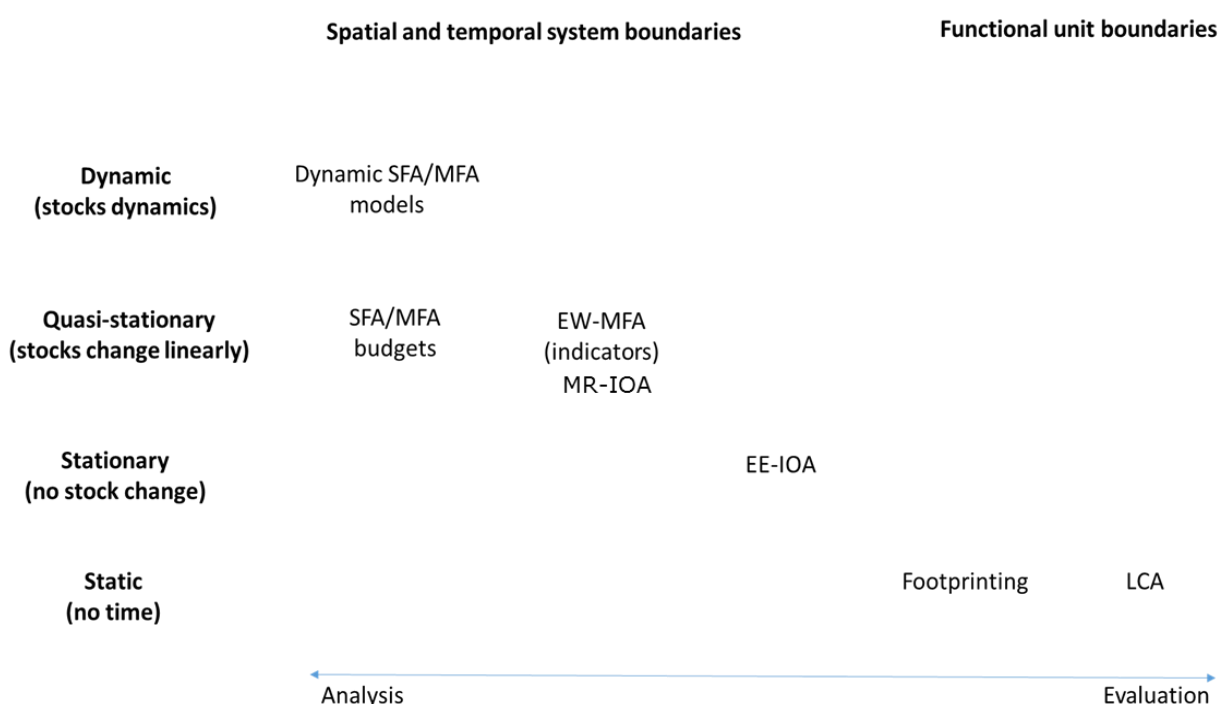 Spatial and temporal system boundaries
Functional unit boundaries
Dynamic
(stocks dynamics)
Dynamic SFA/MFA
models
Quasi-stationary
(stocks change linearly)
SFA/MFA
budgets
EW-MFA
(indicators)
MR-IOA
Stationary
(no stock change)
EE-IOA
Static
(no time)
Footprinting
LCA
Analysis
Evaluation